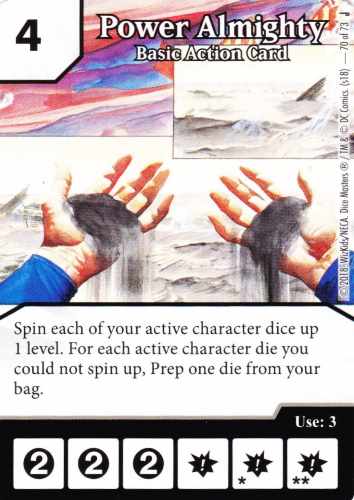 4
Power Almighty
Basic Action Card
©2018 WizKids/NECA. Dice Masters ® / TM & © DC Comics. (s18) — 70 of 73
Spin each of your active character dice up
1 level. For each active character die you
could not spin up, Prep one die from your
bag.
Use: 3
2 2 2 ! ! !
* **